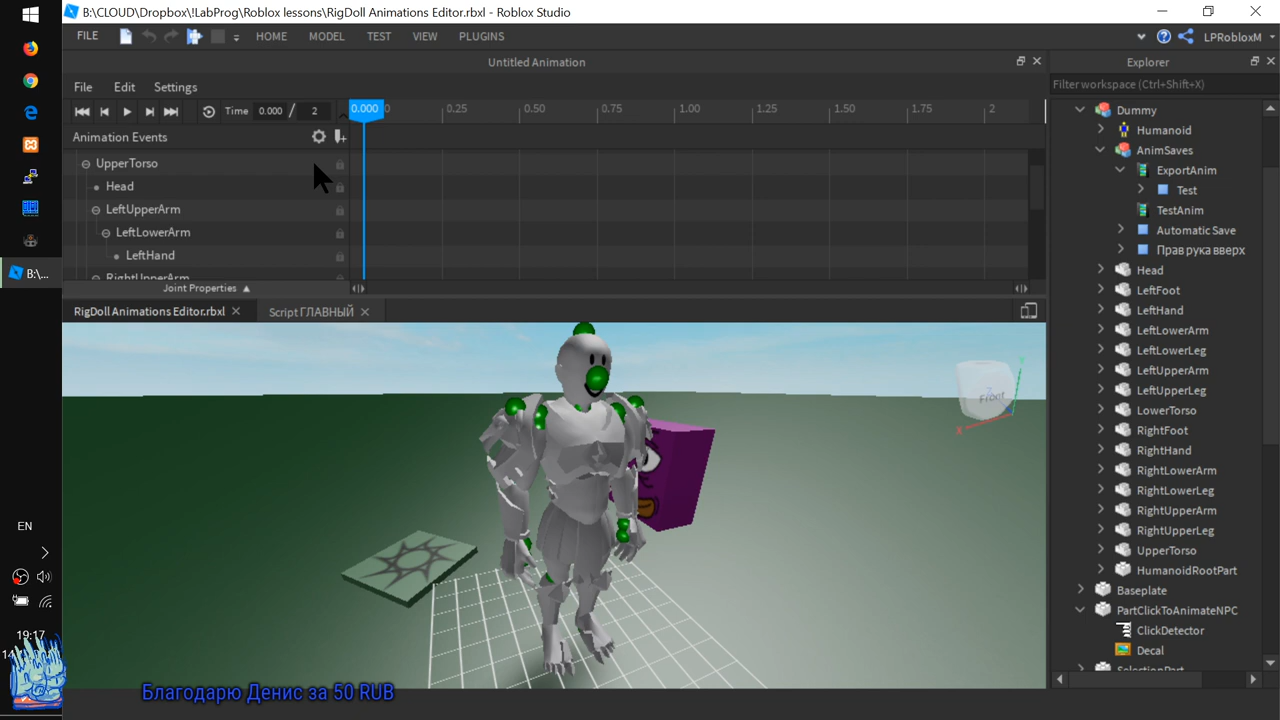 B:\CLOUD\Dropbox\!LabProg\Roblox lessons\RigDoll Animations Editor.rbxl - Roblox Studio
FILE HOME MODEL TEST VIEW PLUGINS LPRobloxM
Untitled Animation
File Edit Settings
Time 0.000 / 2 0.000 0 0.25 0.50 0.75 1.00 1.25 1.50 1.75 2
Animation Events
UpperTorso
Head
LeftUpperArm
LeftLowerArm
LeftHand
RightUpperArm
Joint Properties
RigDoll Animations Editor.rbxl Script ГЛАВНЫЙ
Front
X
Y
Z
Explorer
Filter workspace (Ctrl+Shift+X)
Dummy
Humanoid
AnimSaves
ExportAnim
Test
TestAnim
Automatic Save
Прав рука вверх
Head
LeftFoot
LeftHand
LeftLowerArm
LeftLowerLeg
LeftUpperArm
LeftUpperLeg
LowerTorso
RightFoot
RightHand
RightLowerArm
RightLowerLeg
RightUpperArm
RightUpperLeg
UpperTorso
HumanoidRootPart
Baseplate
PartClickToAnimateNPC
ClickDetector
Decal
SelectionPart
B:\...
EN
19:17
Благодарю Денис за 50 RUB